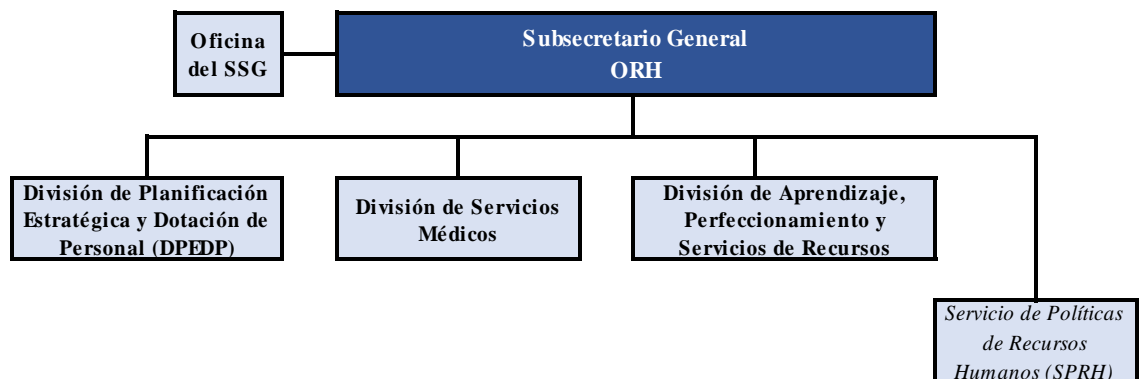 Oficina
del SSG
Subsecretario General
ORH
División de Planificación
Estratégica y Dotación de
Personal (DPEDP)
División de Servicios
Médicos
División de Aprendizaje,
Perfeccionamiento y
Servicios de Recursos
Servicio de Políticas
de Recursos
Humanos (SPRH)